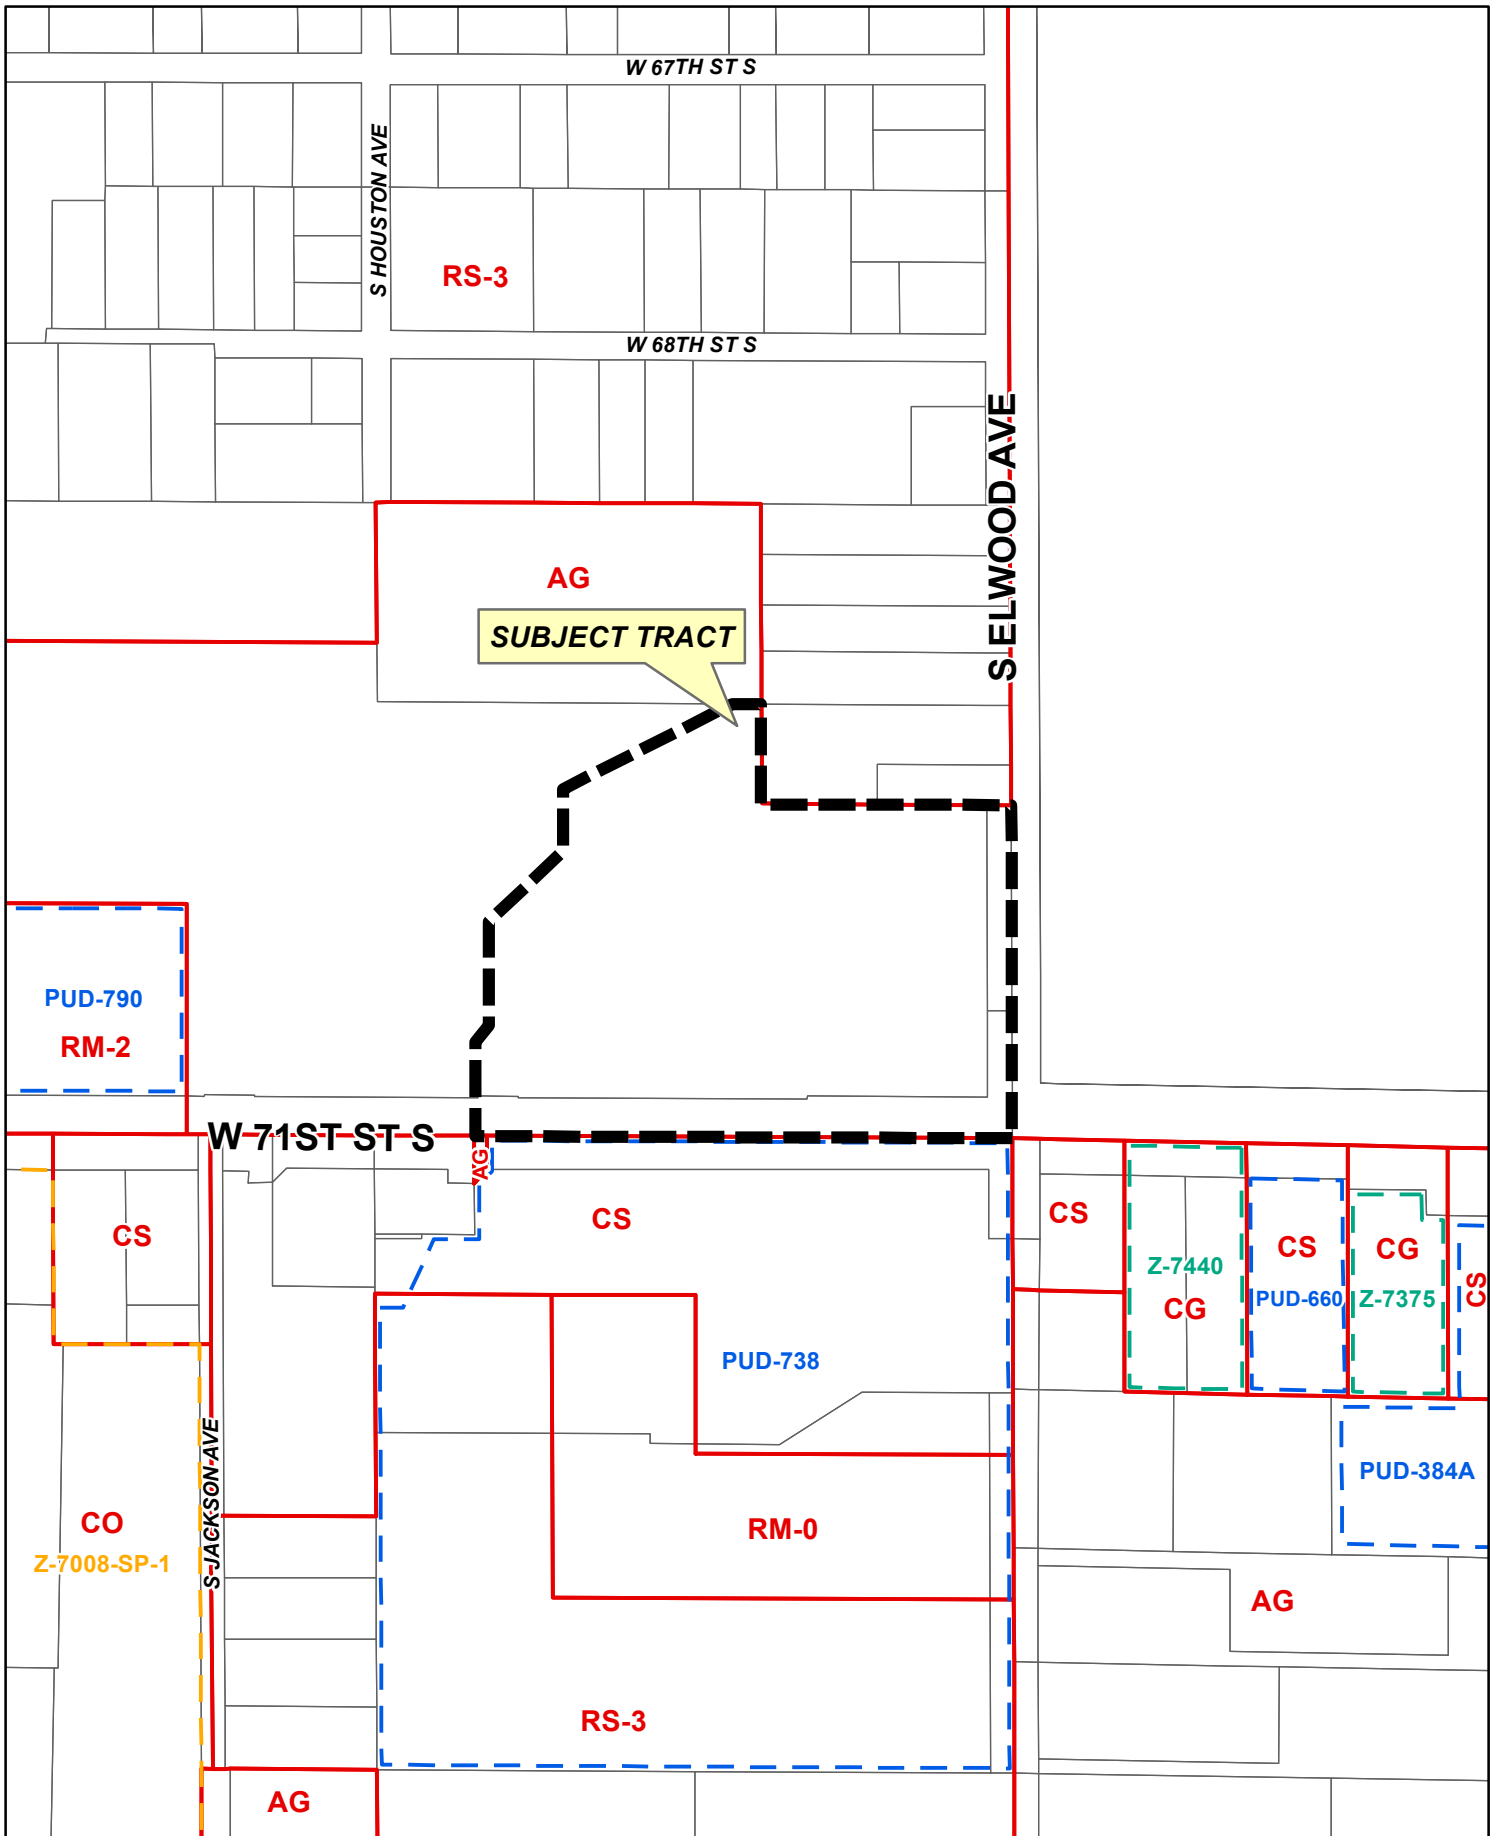 W 67TH ST S
S HOUSTON AVE
RS-3
W 68TH ST S
S ELWOOD AVE
AG
SUBJECT TRACT
PUD-790
RM-2
W 71ST ST S
AG
CS
CS
CS
Z-7440
CG
CS
PUD-660
CG
Z-7375
CS
PUD-738
PUD-384A
CO
Z-7008-SP-1
S JACKSON AVE
RM-0
AG
RS-3
AG